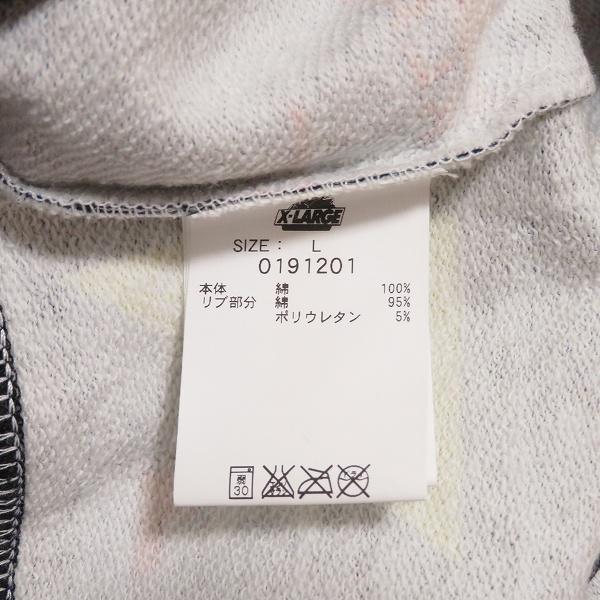 X-LARGE
SIZE: L
0191201
本体 綿 100%
リブ部分 綿 95%
ポリウレタン 5%
弱
30